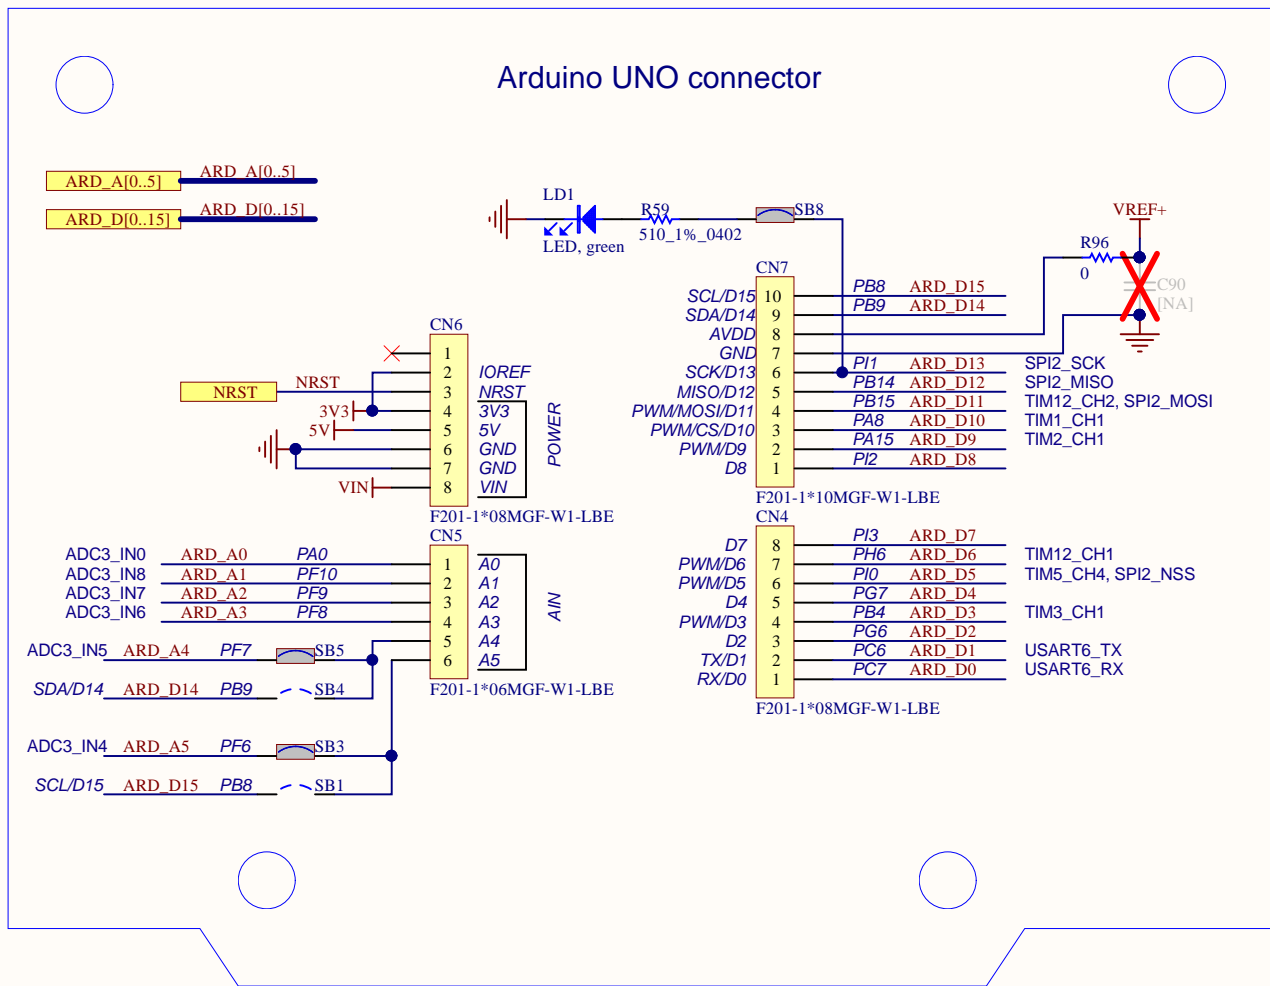 Arduino UNO connector
ARD_A[0..5] ARD_A[0..5]
ARD_D[0..15] ARD_D[0..15]
LD1
LED, green
R59
510_1%_0402
SB8
VREF+
R96
0
C90
[NA]
CN7
SCL/D15 10 PB8 ARD_D15
SDA/D14 9 PB9 ARD_D14
AVDD 8
GND 7
SCK/D13 6 PI1 ARD_D13 SPI2_SCK
MISO/D12 5 PB14 ARD_D12 SPI2_MISO
PWM/MOSI/D11 4 PB15 ARD_D11 TIM12_CH2, SPI2_MOSI
PWM/CS/D10 3 PA8 ARD_D10 TIM1_CH1
PWM/D9 2 PA15 ARD_D9 TIM2_CH1
D8 1 PI2 ARD_D8
F201-1*10MGF-W1-LBE
CN6
1
2 IOREF
NRST NRST 3 NRST
3V3 4 3V3
5V 5 5V
6 GND
7 GND
VIN 8 VIN
POWER
F201-1*08MGF-W1-LBE
CN5
ADC3_IN0 ARD_A0 PA0 1 A0
ADC3_IN8 ARD_A1 PF10 2 A1
ADC3_IN7 ARD_A2 PF9 3 A2
ADC3_IN6 ARD_A3 PF8 4 A3
5 A4
6 A5
AIN
F201-1*06MGF-W1-LBE
ADC3_IN5 ARD_A4 PF7 SB5
SDA/D14 ARD_D14 PB9 SB4
ADC3_IN4 ARD_A5 PF6 SB3
SCL/D15 ARD_D15 PB8 SB1
CN4
D7 8 PI3 ARD_D7
PWM/D6 7 PH6 ARD_D6 TIM12_CH1
PWM/D5 6 PI0 ARD_D5 TIM5_CH4, SPI2_NSS
D4 5 PG7 ARD_D4
PWM/D3 4 PB4 ARD_D3 TIM3_CH1
D2 3 PG6 ARD_D2
TX/D1 2 PC6 ARD_D1 USART6_TX
RX/D0 1 PC7 ARD_D0 USART6_RX
F201-1*08MGF-W1-LBE